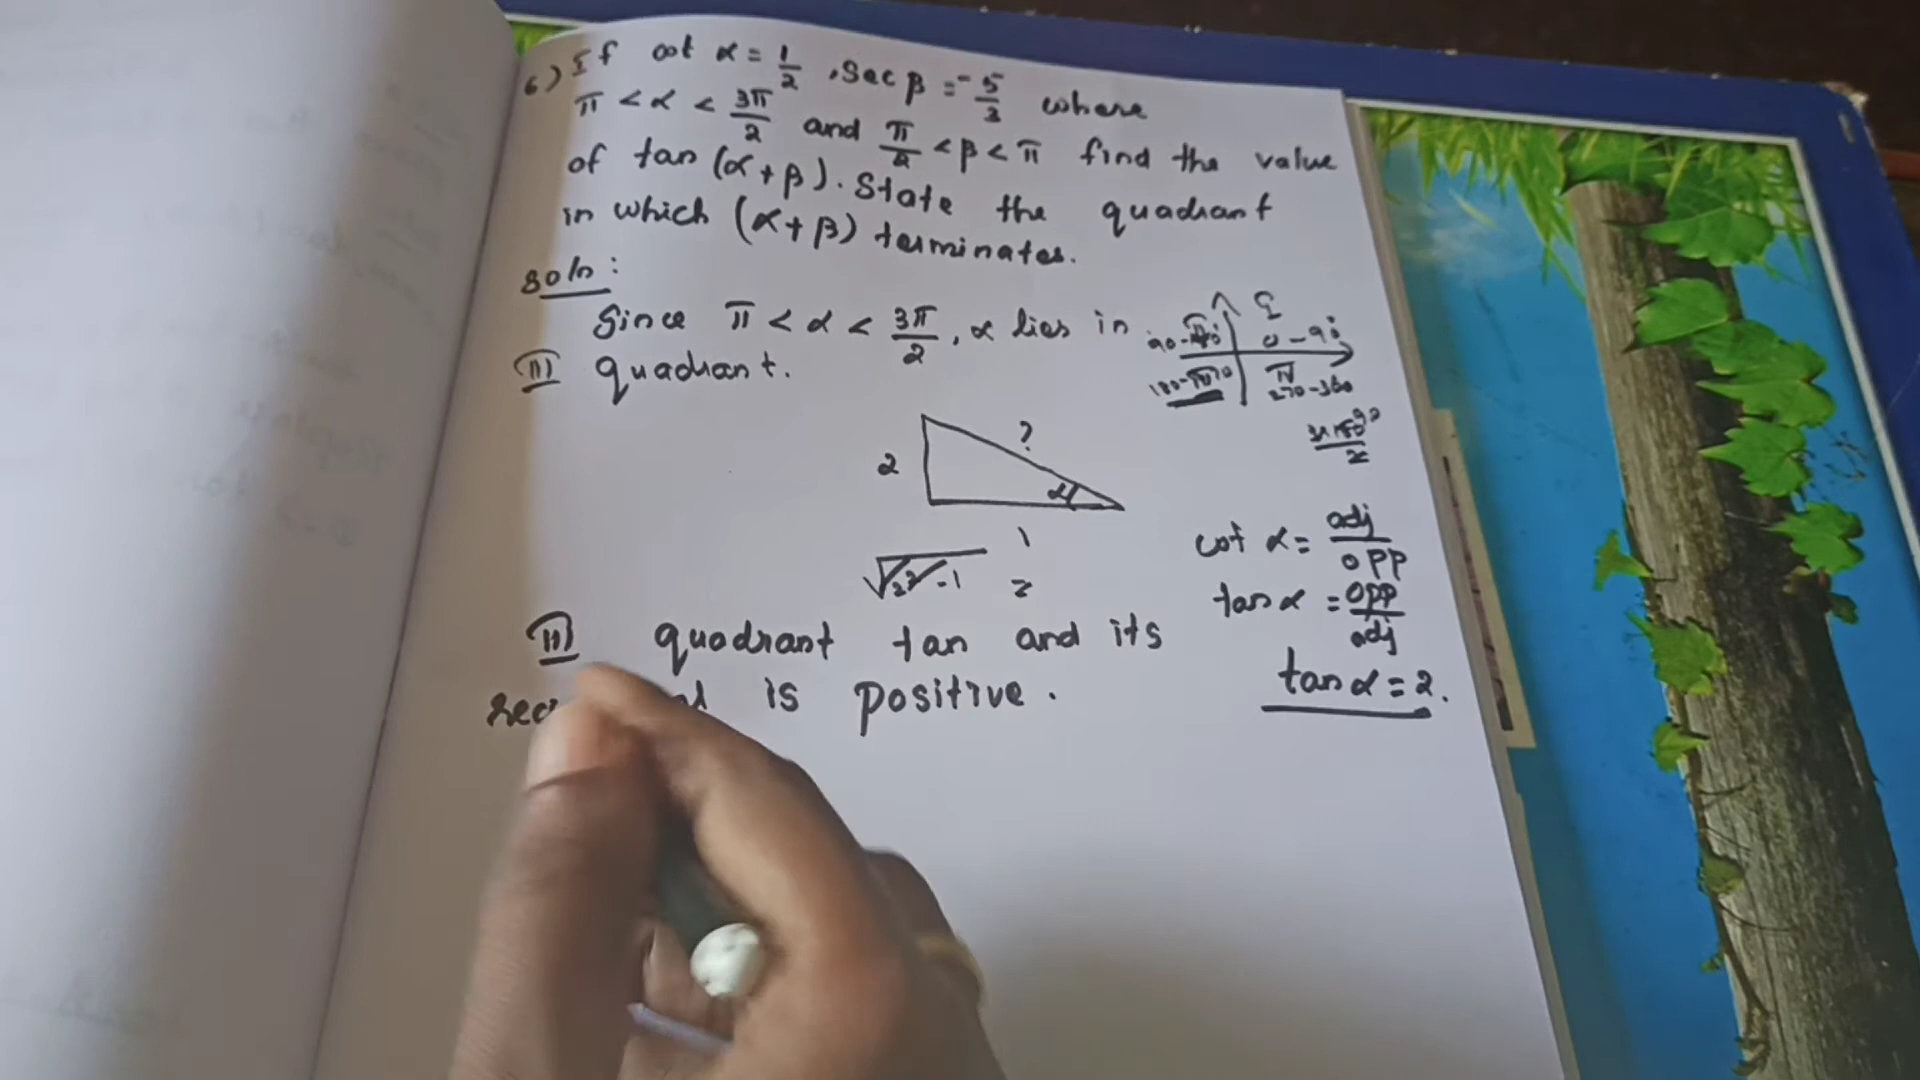 6) If cot α = 1/2 , Sec β = -5/3 where
π < α < 3π/2 and π/2 < β < π find the value
of tan (α + β). State the quadrant
in which (α + β) terminates.
Soln:
Since π < α < 3π/2, α lies in
III quadrant.
I
0 - 90
IV
270-360
2
?
α
1
cot α = adj/opp
tan α = opp/adj
tan α = 2.
III quadrant tan and its
is positive.